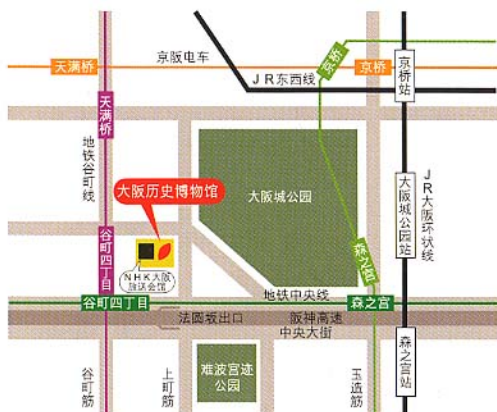 京阪电车
天满桥
京桥
京桥
JR东西线
京桥站
天满桥
地铁谷町线
大阪历史博物馆
大阪城公园
大阪城公园站
JR大阪环状线
谷町四丁目
NHK大阪
放送会馆
森之宫
地铁中央线
谷町四丁目
森之宫
法圆坂出口
阪神高速
中央大街
森之宫站
难波宫迹
公园
谷町筋
上町筋
玉造筋